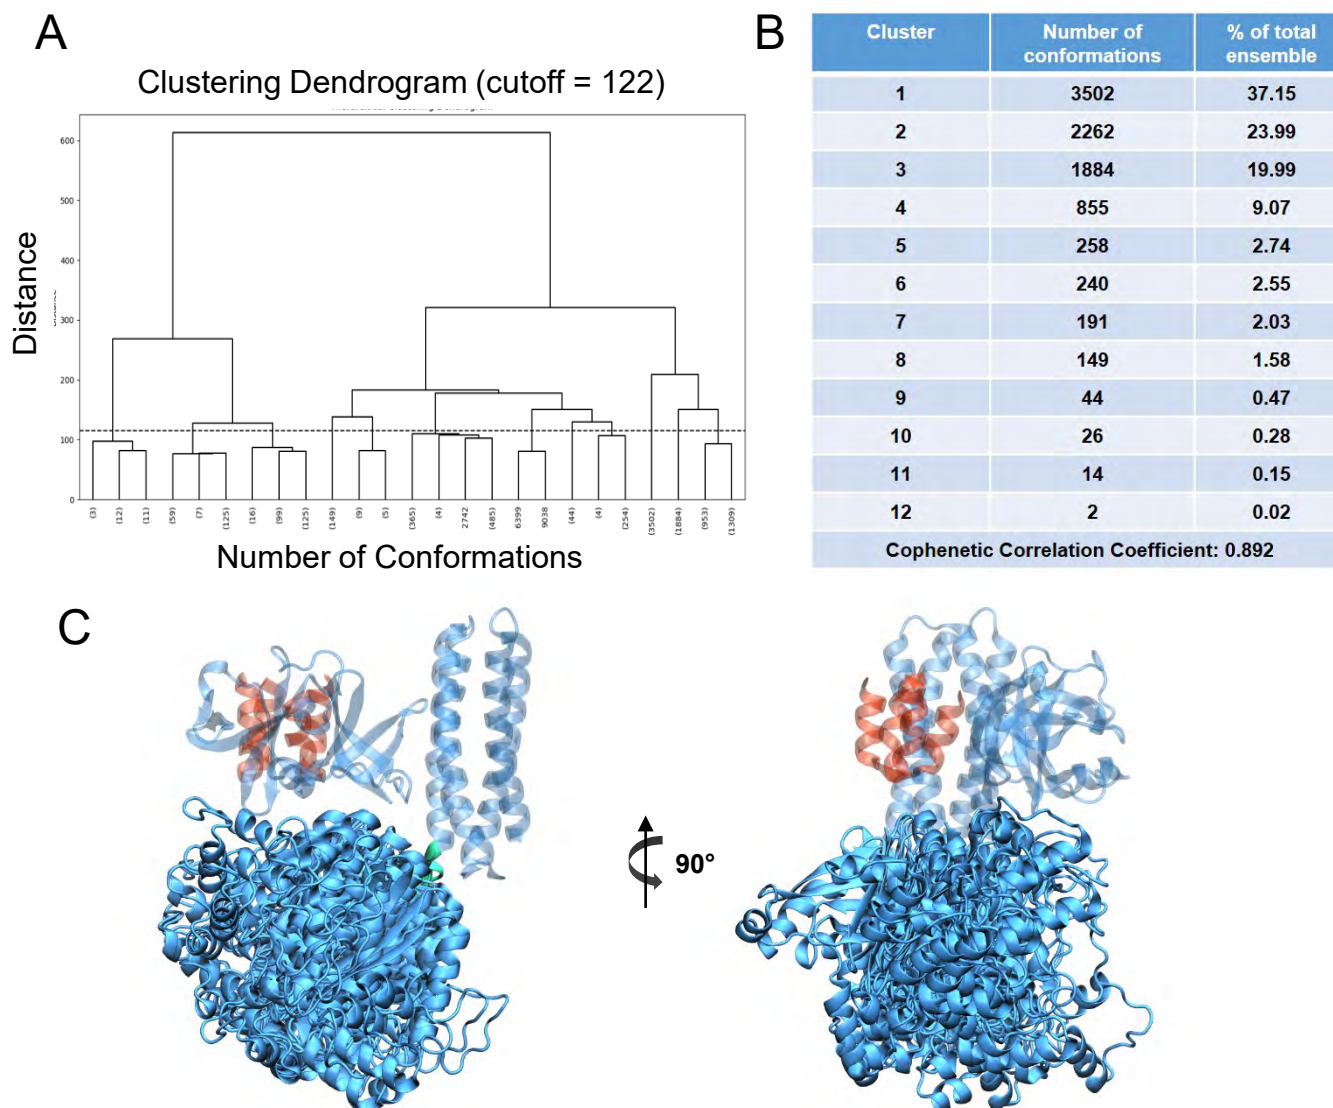 A
Clustering Dendrogram (cutoff = 122)
Distance
600
500
400
300
200
100
0
(3)
(12)
(11)
(59)
(7)
(125)
(16)
(99)
(125)
(149)
(9)
(5)
(365)
(4)
2742
(485)
6399
9038
(44)
(4)
(254)
(3502)
(1884)
(953)
(1309)
Number of Conformations
B
Cluster Number of conformations % of total ensemble
1 3502 37.15
2 2262 23.99
3 1884 19.99
4 855 9.07
5 258 2.74
6 240 2.55
7 191 2.03
8 149 1.58
9 44 0.47
10 26 0.28
11 14 0.15
12 2 0.02
Cophenetic Correlation Coefficient: 0.892
C
90°